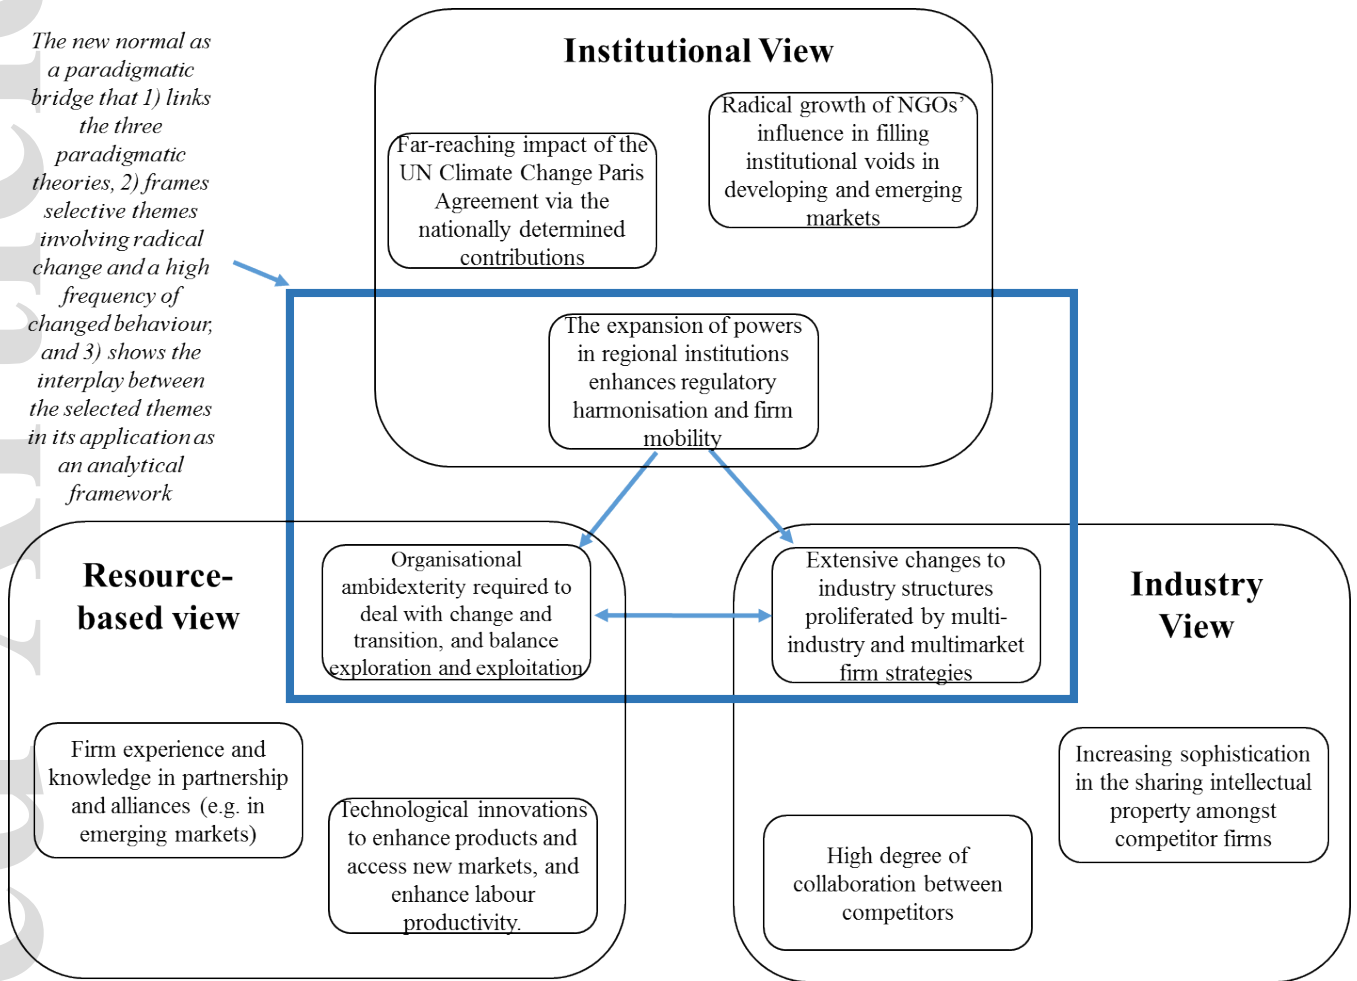 The new normal as
a paradigmatic
bridge that 1) links
the three
paradigmatic
theories, 2) frames
selective themes
involving radical
change and a high
frequency of
changed behaviour,
and 3) shows the
interplay between
the selected themes
in its application as
an analytical
framework
Institutional View
Far-reaching impact of the
UN Climate Change Paris
Agreement via the
nationally determined
contributions
Radical growth of NGOs’
influence in filling
institutional voids in
developing and emerging
markets
The expansion of powers
in regional institutions
enhances regulatory
harmonisation and firm
mobility
Resource-
based view
Organisational
ambidexterity required to
deal with change and
transition, and balance
exploration and exploitation
Firm experience and
knowledge in partnership
and alliances (e.g. in
emerging markets)
Technological innovations
to enhance products and
access new markets, and
enhance labour
productivity.
Industry
View
Extensive changes to
industry structures
proliferated by multi-
industry and multimarket
firm strategies
Increasing sophistication
in the sharing intellectual
property amongst
competitor firms
High degree of
collaboration between
competitors